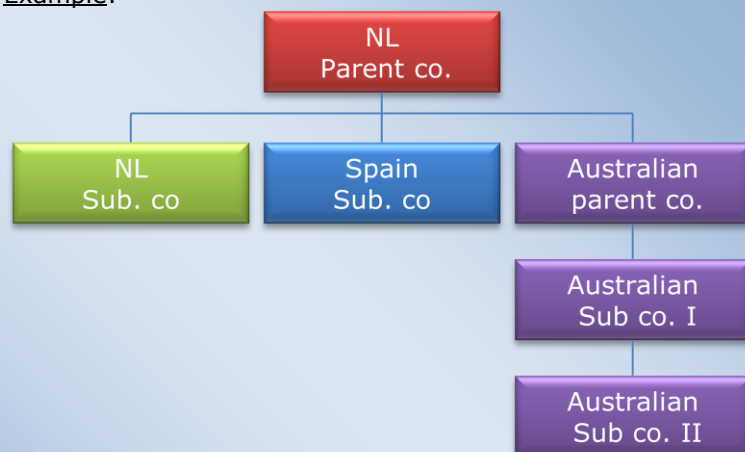 Example:
NL
Parent co.
NL
Sub. co
Spain
Sub. co
Australian
parent co.
Australian
Sub co. I
Australian
Sub co. II